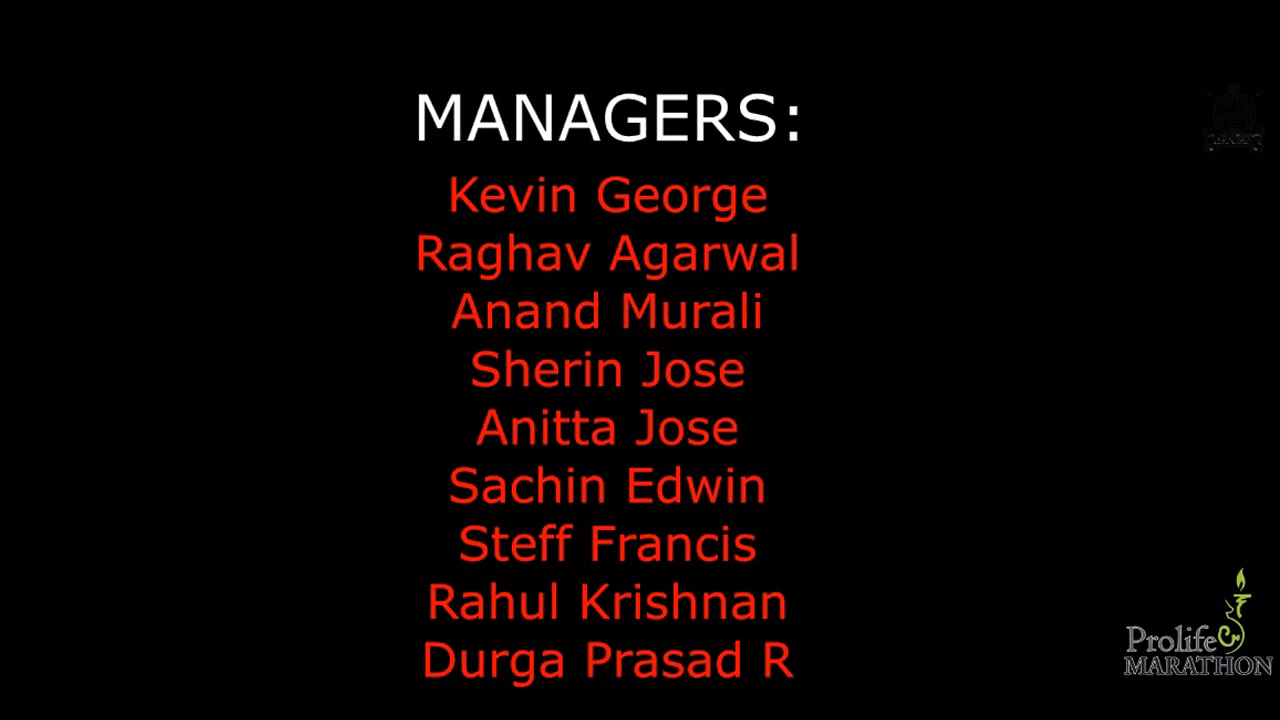 MANAGERS:
Kevin George
Raghav Agarwal
Anand Murali
Sherin Jose
Anitta Jose
Sachin Edwin
Steff Francis
Rahul Krishnan
Durga Prasad R
Prolife
MARATHON